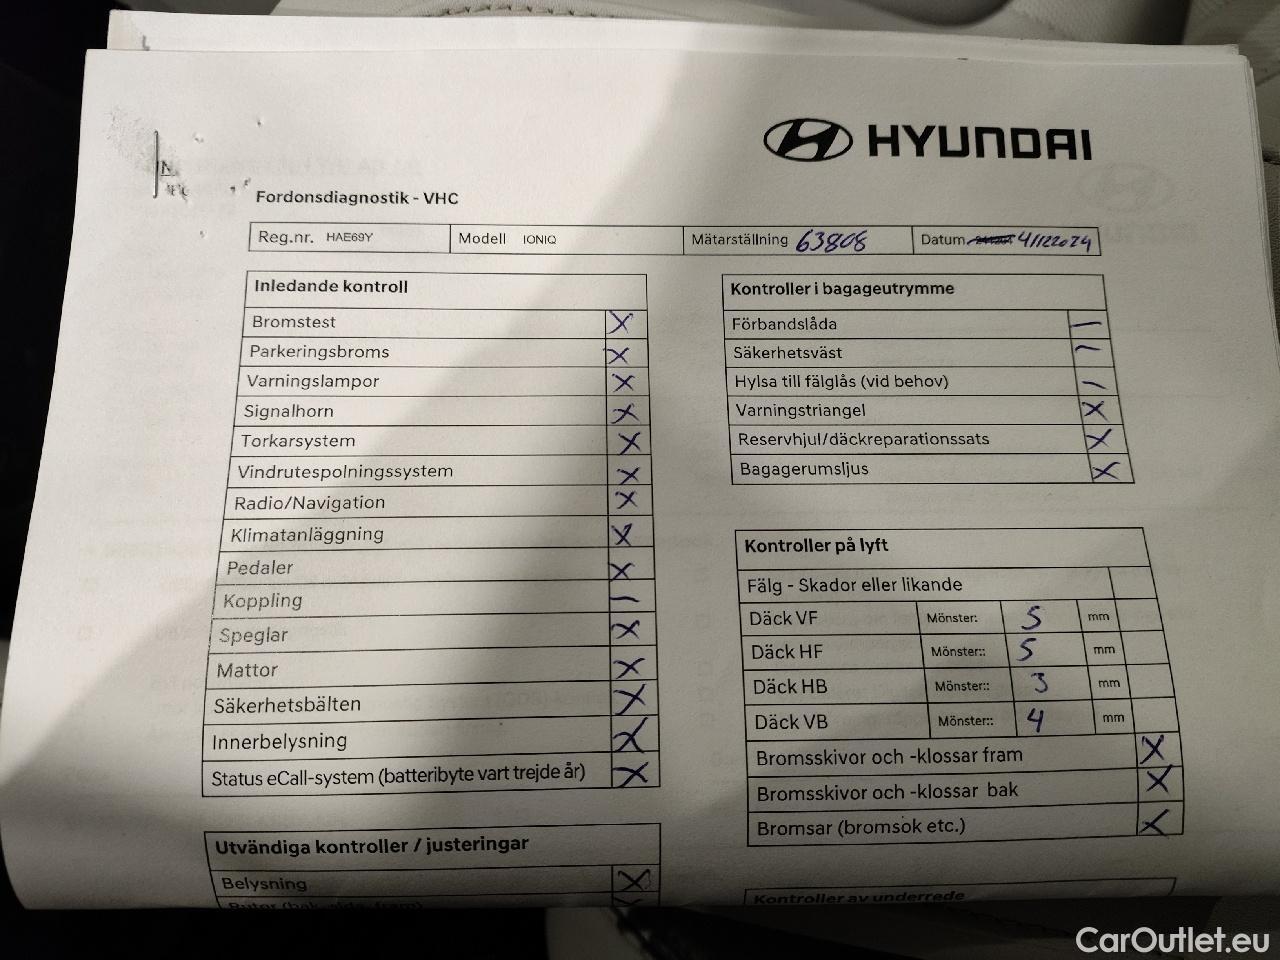 HYUNDAI
Fordonsdiagnostik - VHC
Reg.nr. HAE69Y Modell IONIQ Mätarställning 63808 Datum 4/122024
Inledande kontroll
Bromstest X
Parkeringsbroms X
Varningslampor X
Signalhorn X
Torkarsystem X
Vindrutespolningssystem X
Radio/Navigation X
Klimatanläggning X
Pedaler X
Koppling –
Speglar X
Mattor X
Säkerhetsbälten X
Innerbelysning X
Status eCall-system (batteribyte vart trejde år) X
Utvändiga kontroller / justeringar
Belysning X
Rutor (bak, sida, fram)
Kontroller i bagageutrymme
Förbandslåda –
Säkerhetsväst –
Hylsa till fälglås (vid behov) –
Varningstriangel X
Reservhjul/däckreparationssats X
Bagagerumsljus X
Kontroller på lyft
Fälg - Skador eller likande
Däck VF Mönster: 5 mm
Däck HF Mönster:: 5 mm
Däck HB Mönster:: 3 mm
Däck VB Mönster:: 4 mm
Bromsskivor och -klossar fram X
Bromsskivor och -klossar bak X
Bromsar (bromsok etc.) X
Kontroller av underrede
CarOutlet.eu